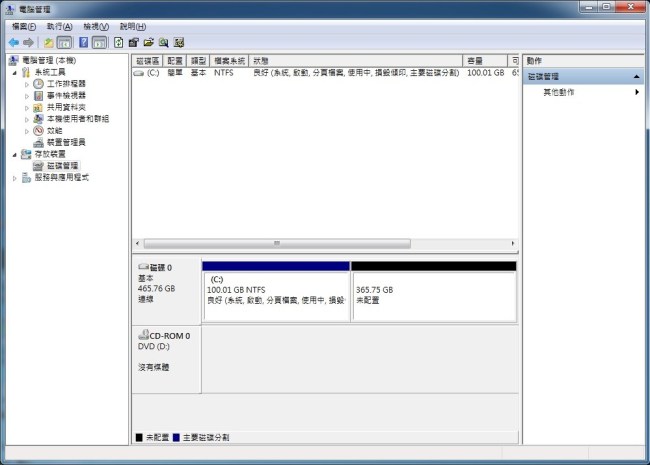 電腦管理
檔案(F) 執行(A) 檢視(V) 說明(H)
電腦管理 (本機)
系統工具
工作排程器
事件檢視器
共用資料夾
本機使用者和群組
效能
裝置管理員
存放裝置
磁碟管理
服務與應用程式
磁碟區 配置 類型 檔案系統 狀態 容量 可
(C:) 簡單 基本 NTFS 良好 (系統, 啟動, 分頁檔案, 使用中, 損毀傾印, 主要磁碟分割) 100.01 GB 65
動作
磁碟管理
其他動作
磁碟 0
基本
465.76 GB
連線
(C:)
100.01 GB NTFS
良好 (系統, 啟動, 分頁檔案, 使用中, 損毀
365.75 GB
未配置
CD-ROM 0
DVD (D:)
沒有媒體
未配置 主要磁碟分割